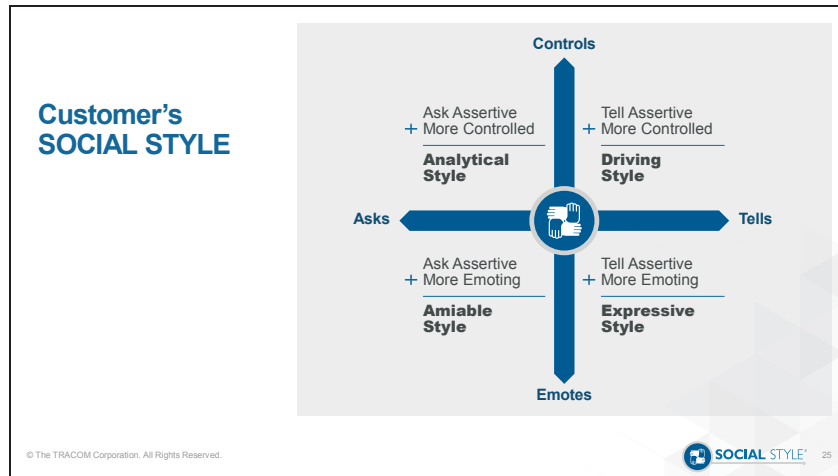 Customer's
SOCIAL STYLE
Controls
Ask Assertive
+ More Controlled
Analytical
Style
Tell Assertive
+ More Controlled
Driving
Style
Asks
Tells
Ask Assertive
+ More Emoting
Amiable
Style
Tell Assertive
+ More Emoting
Expressive
Style
Emotes
© The TRACOM Corporation. All Rights Reserved.
SOCIAL STYLE®
25